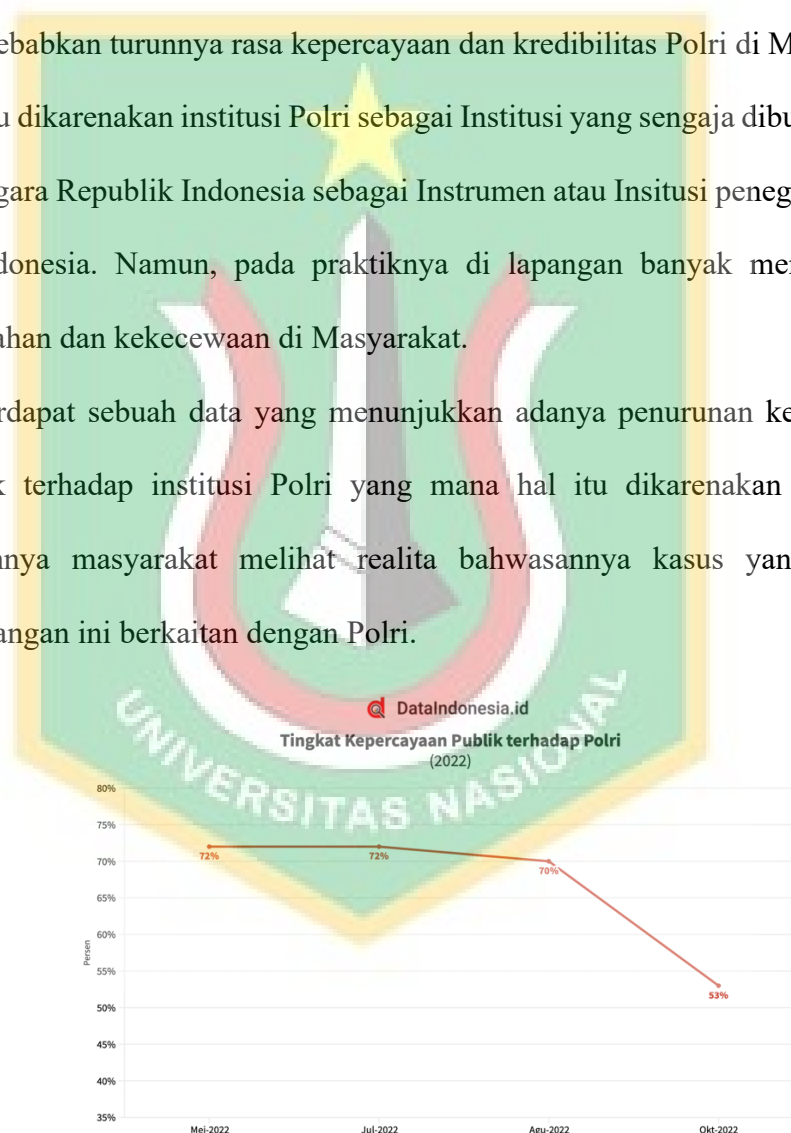 ebabkan turunnya rasa kepercayaan dan kredibilitas Polri di M
u dikarenakan institusi Polri sebagai Institusi yang sengaja dibu
gara Republik Indonesia sebagai Instrumen atau Insitusi peneg
donesia. Namun, pada praktiknya di lapangan banyak me
ahan dan kekecewaan di Masyarakat.
rdapat sebuah data yang menunjukkan adanya penurunan ke
k terhadap institusi Polri yang mana hal itu dikarenakan
nnya masyarakat melihat realita bahwasannya kasus yan
angan ini berkaitan dengan Polri.
DataIndonesia.id
Tingkat Kepercayaan Publik terhadap Polri
(2022)
UNIVERSITAS NASIONAL
80%
75%
70%
65%
60%
55%
50%
45%
40%
35%
Persen
72%
72%
70%
53%
Mei-2022
Jul-2022
Agu-2022
Okt-2022